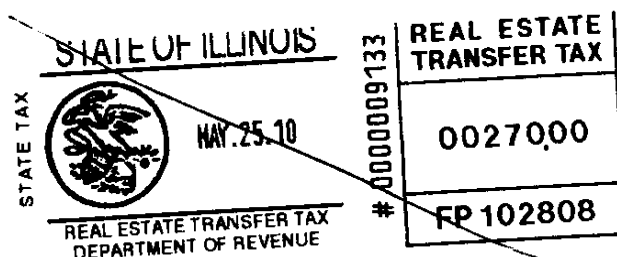 STATE OF ILLINOIS
STATE TAX
MAY.25.10
REAL ESTATE TRANSFER TAX
DEPARTMENT OF REVENUE
# 0000009133
REAL ESTATE
TRANSFER TAX
00270.00
FP 102808